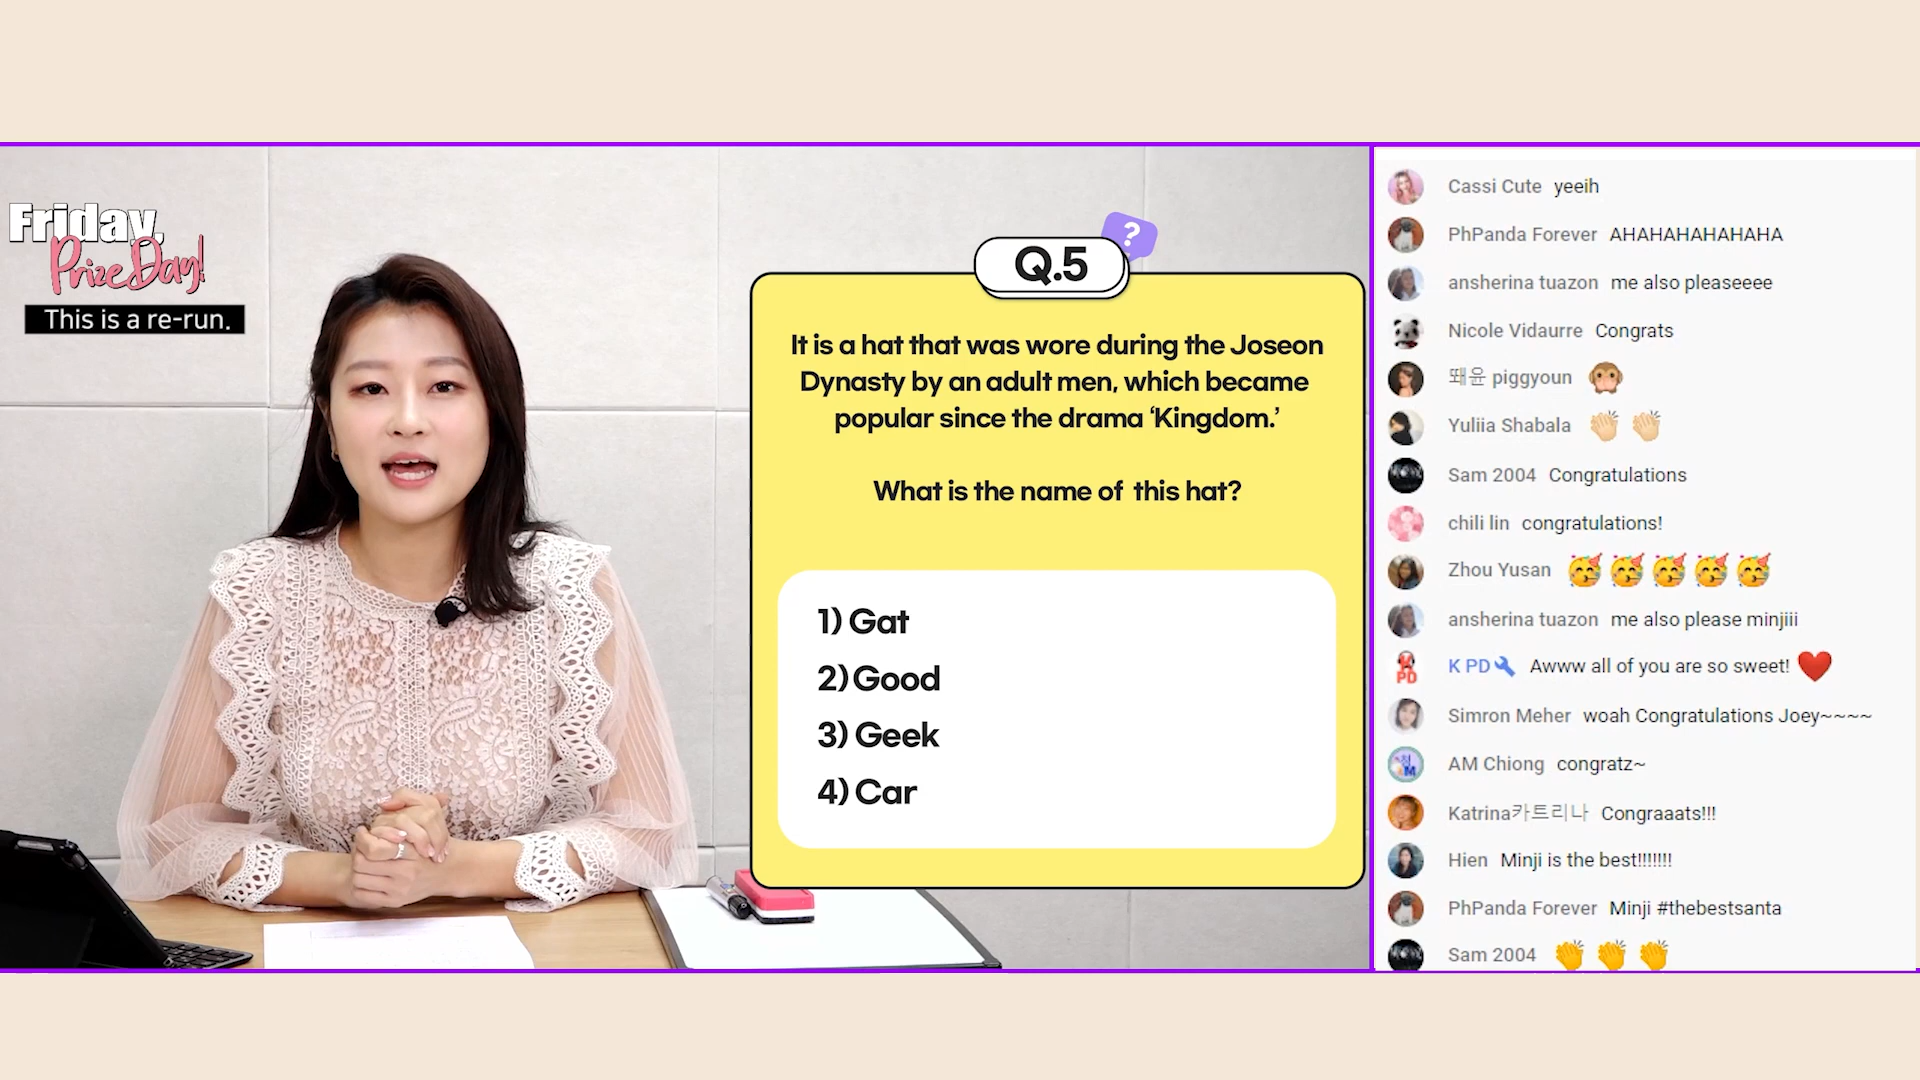 Friday,
Prize Day!
This is a re-run.
?
Q.5
It is a hat that was wore during the Joseon
Dynasty by an adult men, which became
popular since the drama ‘Kingdom.’
What is the name of this hat?
1) Gat
2) Good
3) Geek
4) Car
Cassi Cute yeeih
PhPanda Forever AHAHAHAHAHAHA
ansherina tuazon me also pleaseeee
Nicole Vidaurre Congrats
뙈윤 piggyoun 🙊
Yuliia Shabala 👏🏻 👏🏻
Sam 2004 Congratulations
chili lin congratulations!
Zhou Yusan 🥳🥳🥳🥳🥳
ansherina tuazon me also please minjiii
KPD
K PD🔧 Awww all of you are so sweet! ❤️
Simron Meher woah Congratulations Joey~~~~
AM Chiong congratz~
Katrina카트리나 Congraaats!!!
Hien Minji is the best!!!!!!!
PhPanda Forever Minji #thebestsanta
Sam 2004 👏 👏 👏